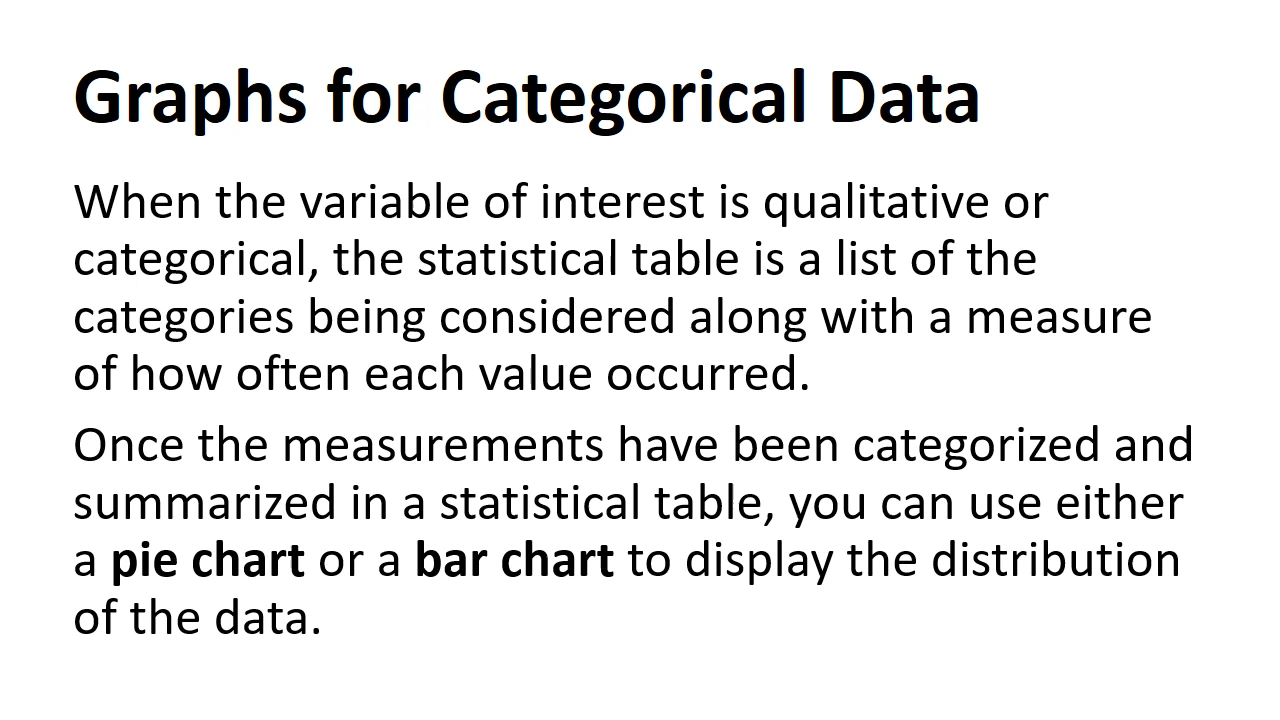 Graphs for Categorical Data
When the variable of interest is qualitative or
categorical, the statistical table is a list of the
categories being considered along with a measure
of how often each value occurred.
Once the measurements have been categorized and
summarized in a statistical table, you can use either
a pie chart or a bar chart to display the distribution
of the data.